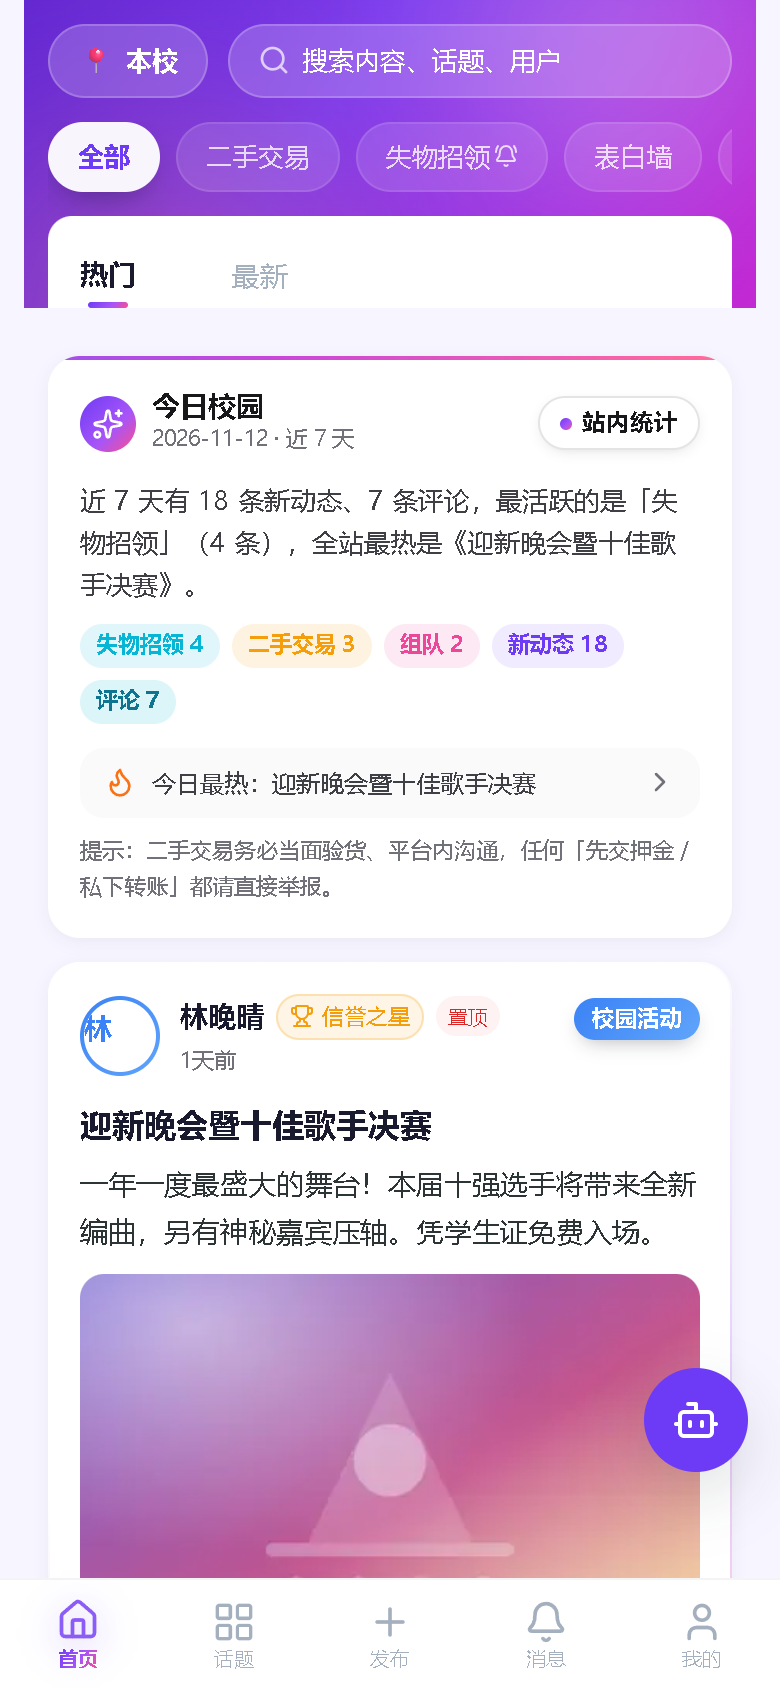 本校
搜索内容、话题、用户
全部
二手交易
失物招领
表白墙
热门
最新
今日校园
2026-11-12 · 近 7 天
站内统计
近 7 天有 18 条新动态、7 条评论，最活跃的是「失
物招领」（4 条），全站最热是《迎新晚会暨十佳歌
手决赛》。
失物招领 4
二手交易 3
组队 2
新动态 18
评论 7
今日最热：迎新晚会暨十佳歌手决赛
提示：二手交易务必当面验货、平台内沟通，任何「先交押金 /
私下转账」都请直接举报。
林
林晚晴
信誉之星
置顶
校园活动
1天前
迎新晚会暨十佳歌手决赛
一年一度最盛大的舞台！本届十强选手将带来全新
编曲，另有神秘嘉宾压轴。凭学生证免费入场。
首页
话题
发布
消息
我的